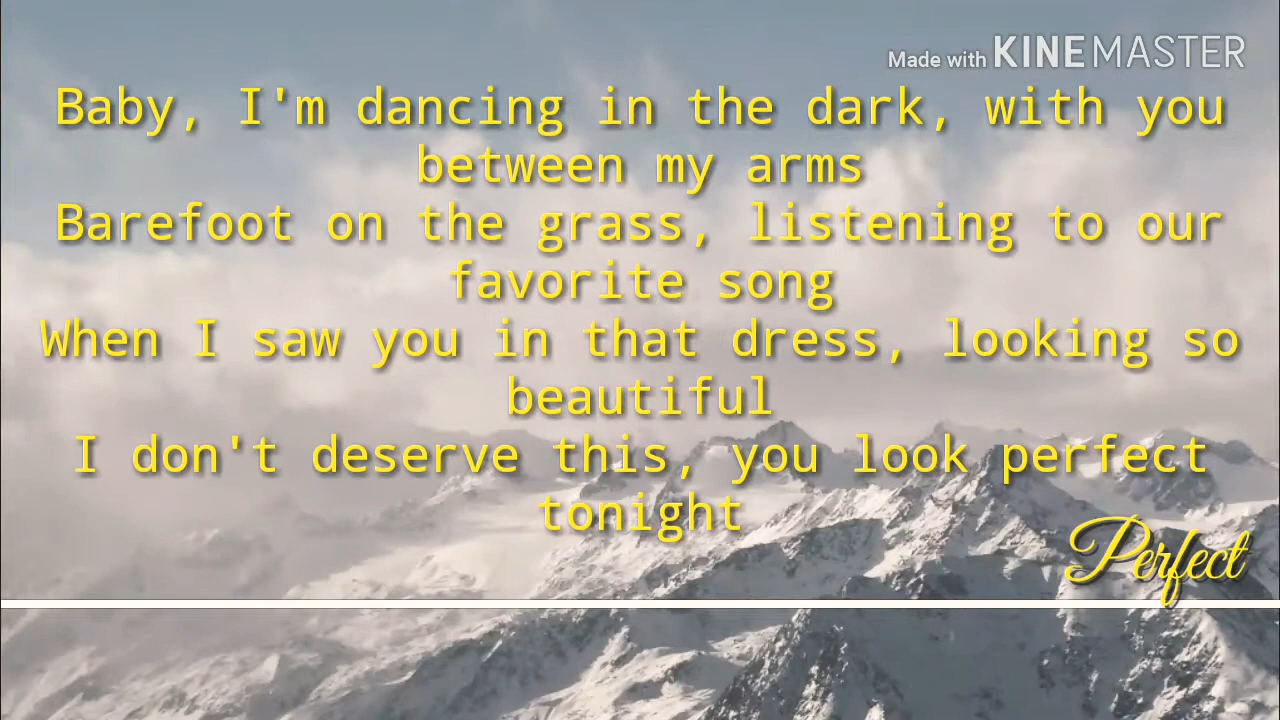 Made with KINEMASTER
Baby, I'm dancing in the dark, with you
between my arms
Barefoot on the grass, listening to our
favorite song
When I saw you in that dress, looking so
beautiful
I don't deserve this, you look perfect
tonight
Perfect